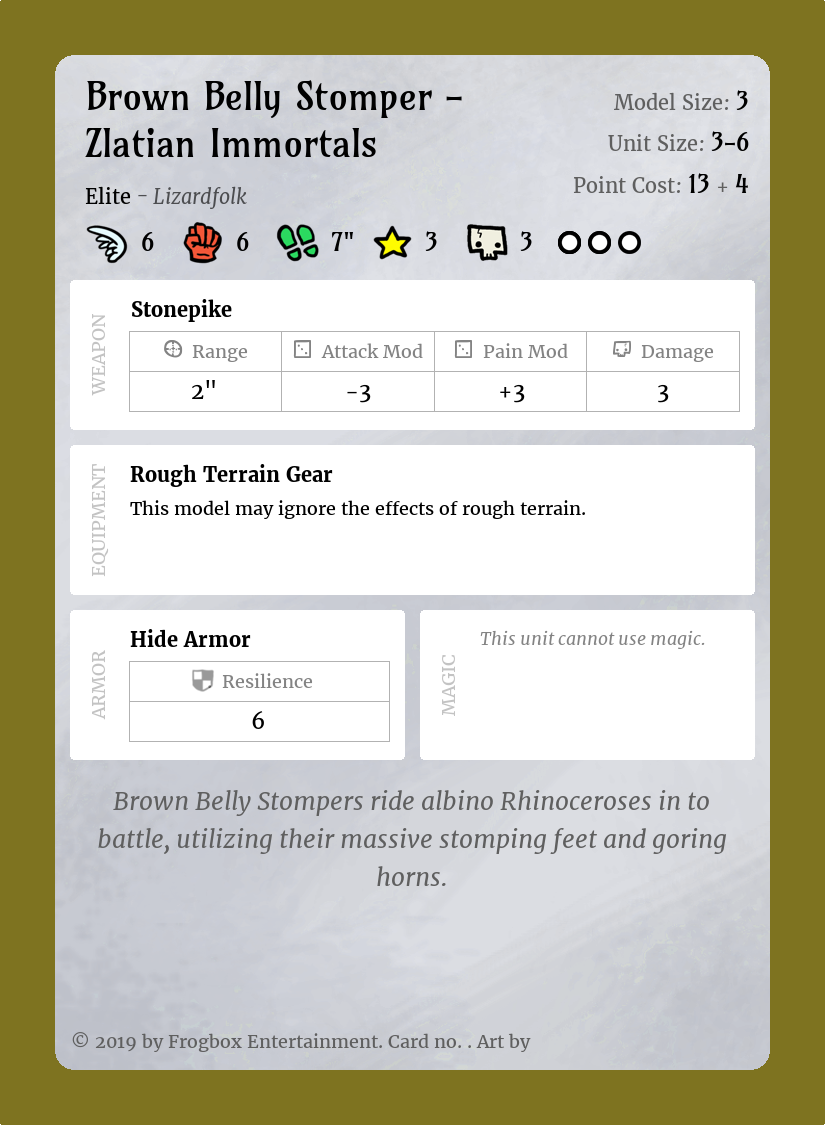 Brown Belly Stomper –
Zlatian Immortals
Model Size: 3
Unit Size: 3–6
Point Cost: 13 + 4
Elite – Lizardfolk
6 6 7" 3 3
WEAPON
Stonepike
Range Attack Mod Pain Mod Damage
2" -3 +3 3
EQUIPMENT
Rough Terrain Gear
This model may ignore the effects of rough terrain.
ARMOR
Hide Armor
Resilience
6
MAGIC
This unit cannot use magic.
Brown Belly Stompers ride albino Rhinoceroses in to
battle, utilizing their massive stomping feet and goring
horns.
© 2019 by Frogbox Entertainment. Card no. . Art by